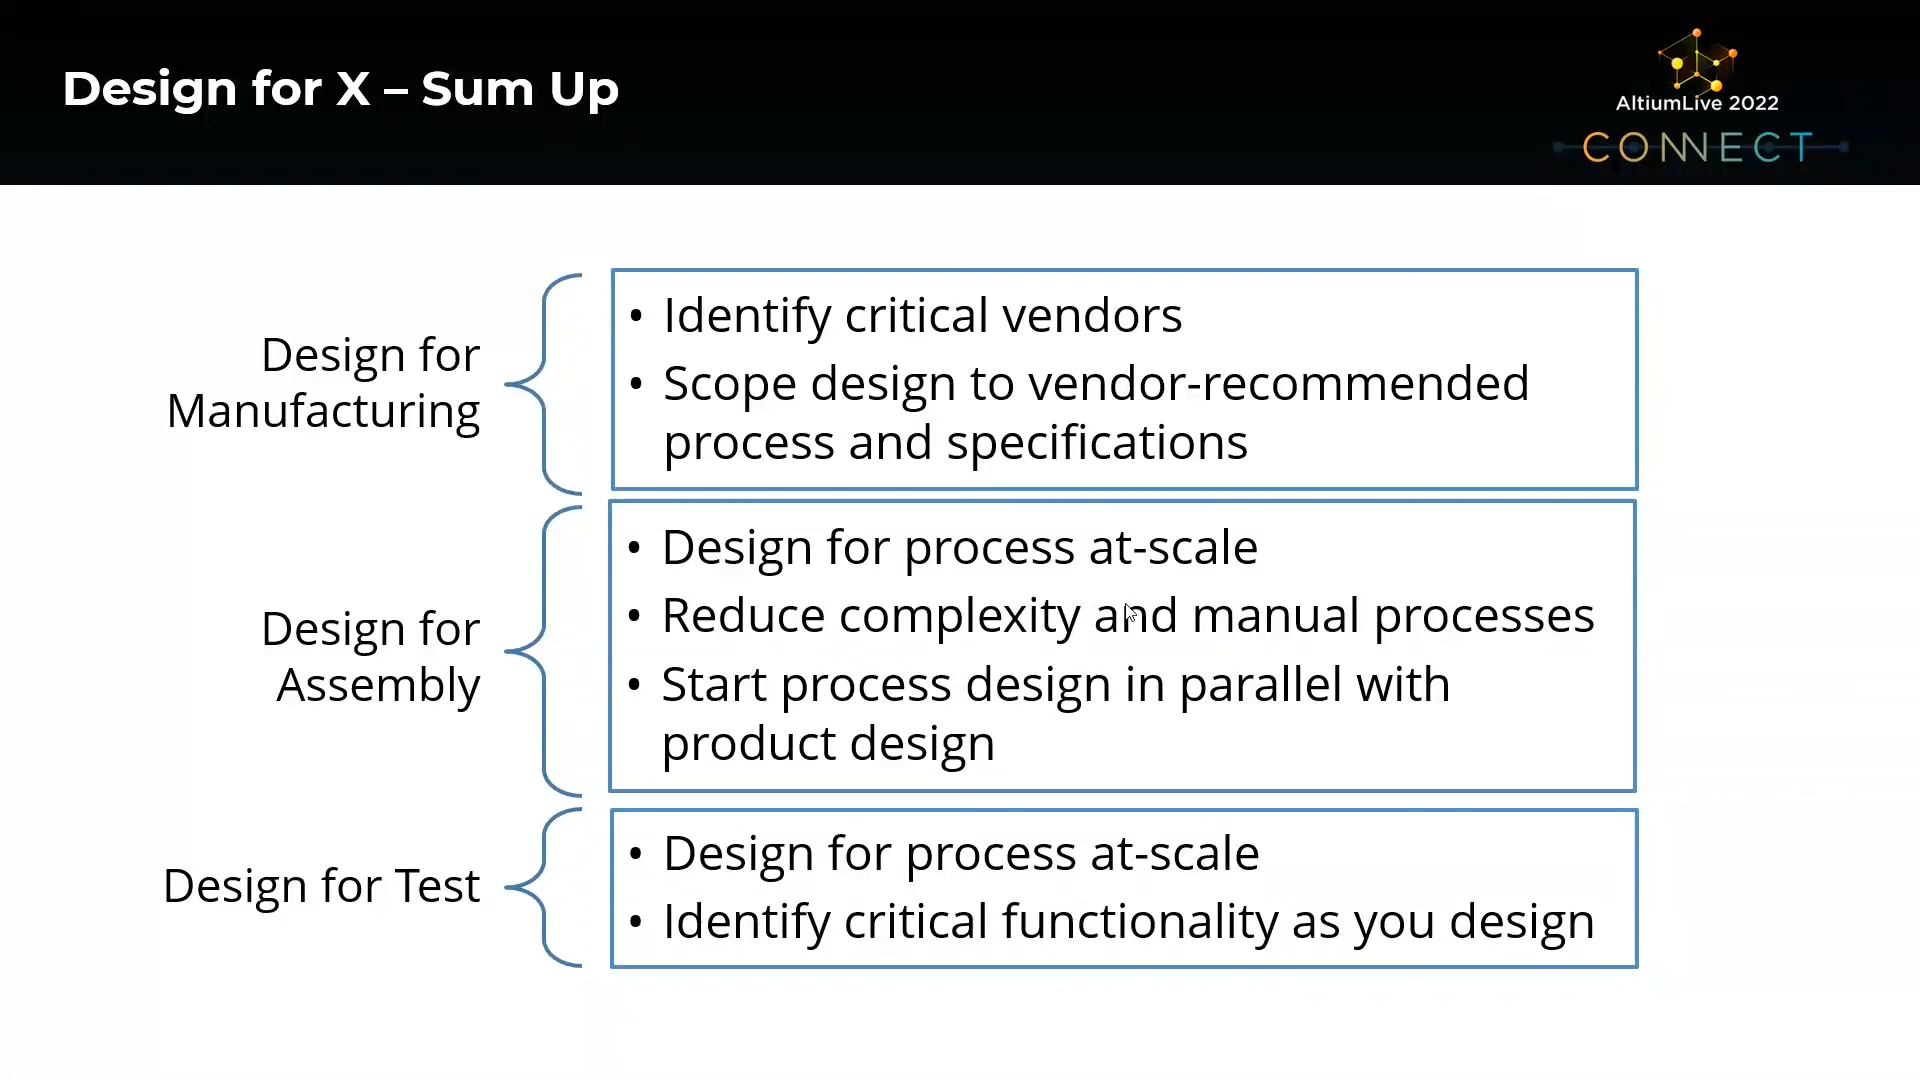 Design for X – Sum Up
AltiumLive 2022
CONNECT
Design for
Manufacturing
• Identify critical vendors
• Scope design to vendor-recommended
process and specifications
Design for
Assembly
• Design for process at-scale
• Reduce complexity and manual processes
• Start process design in parallel with
product design
Design for Test
• Design for process at-scale
• Identify critical functionality as you design